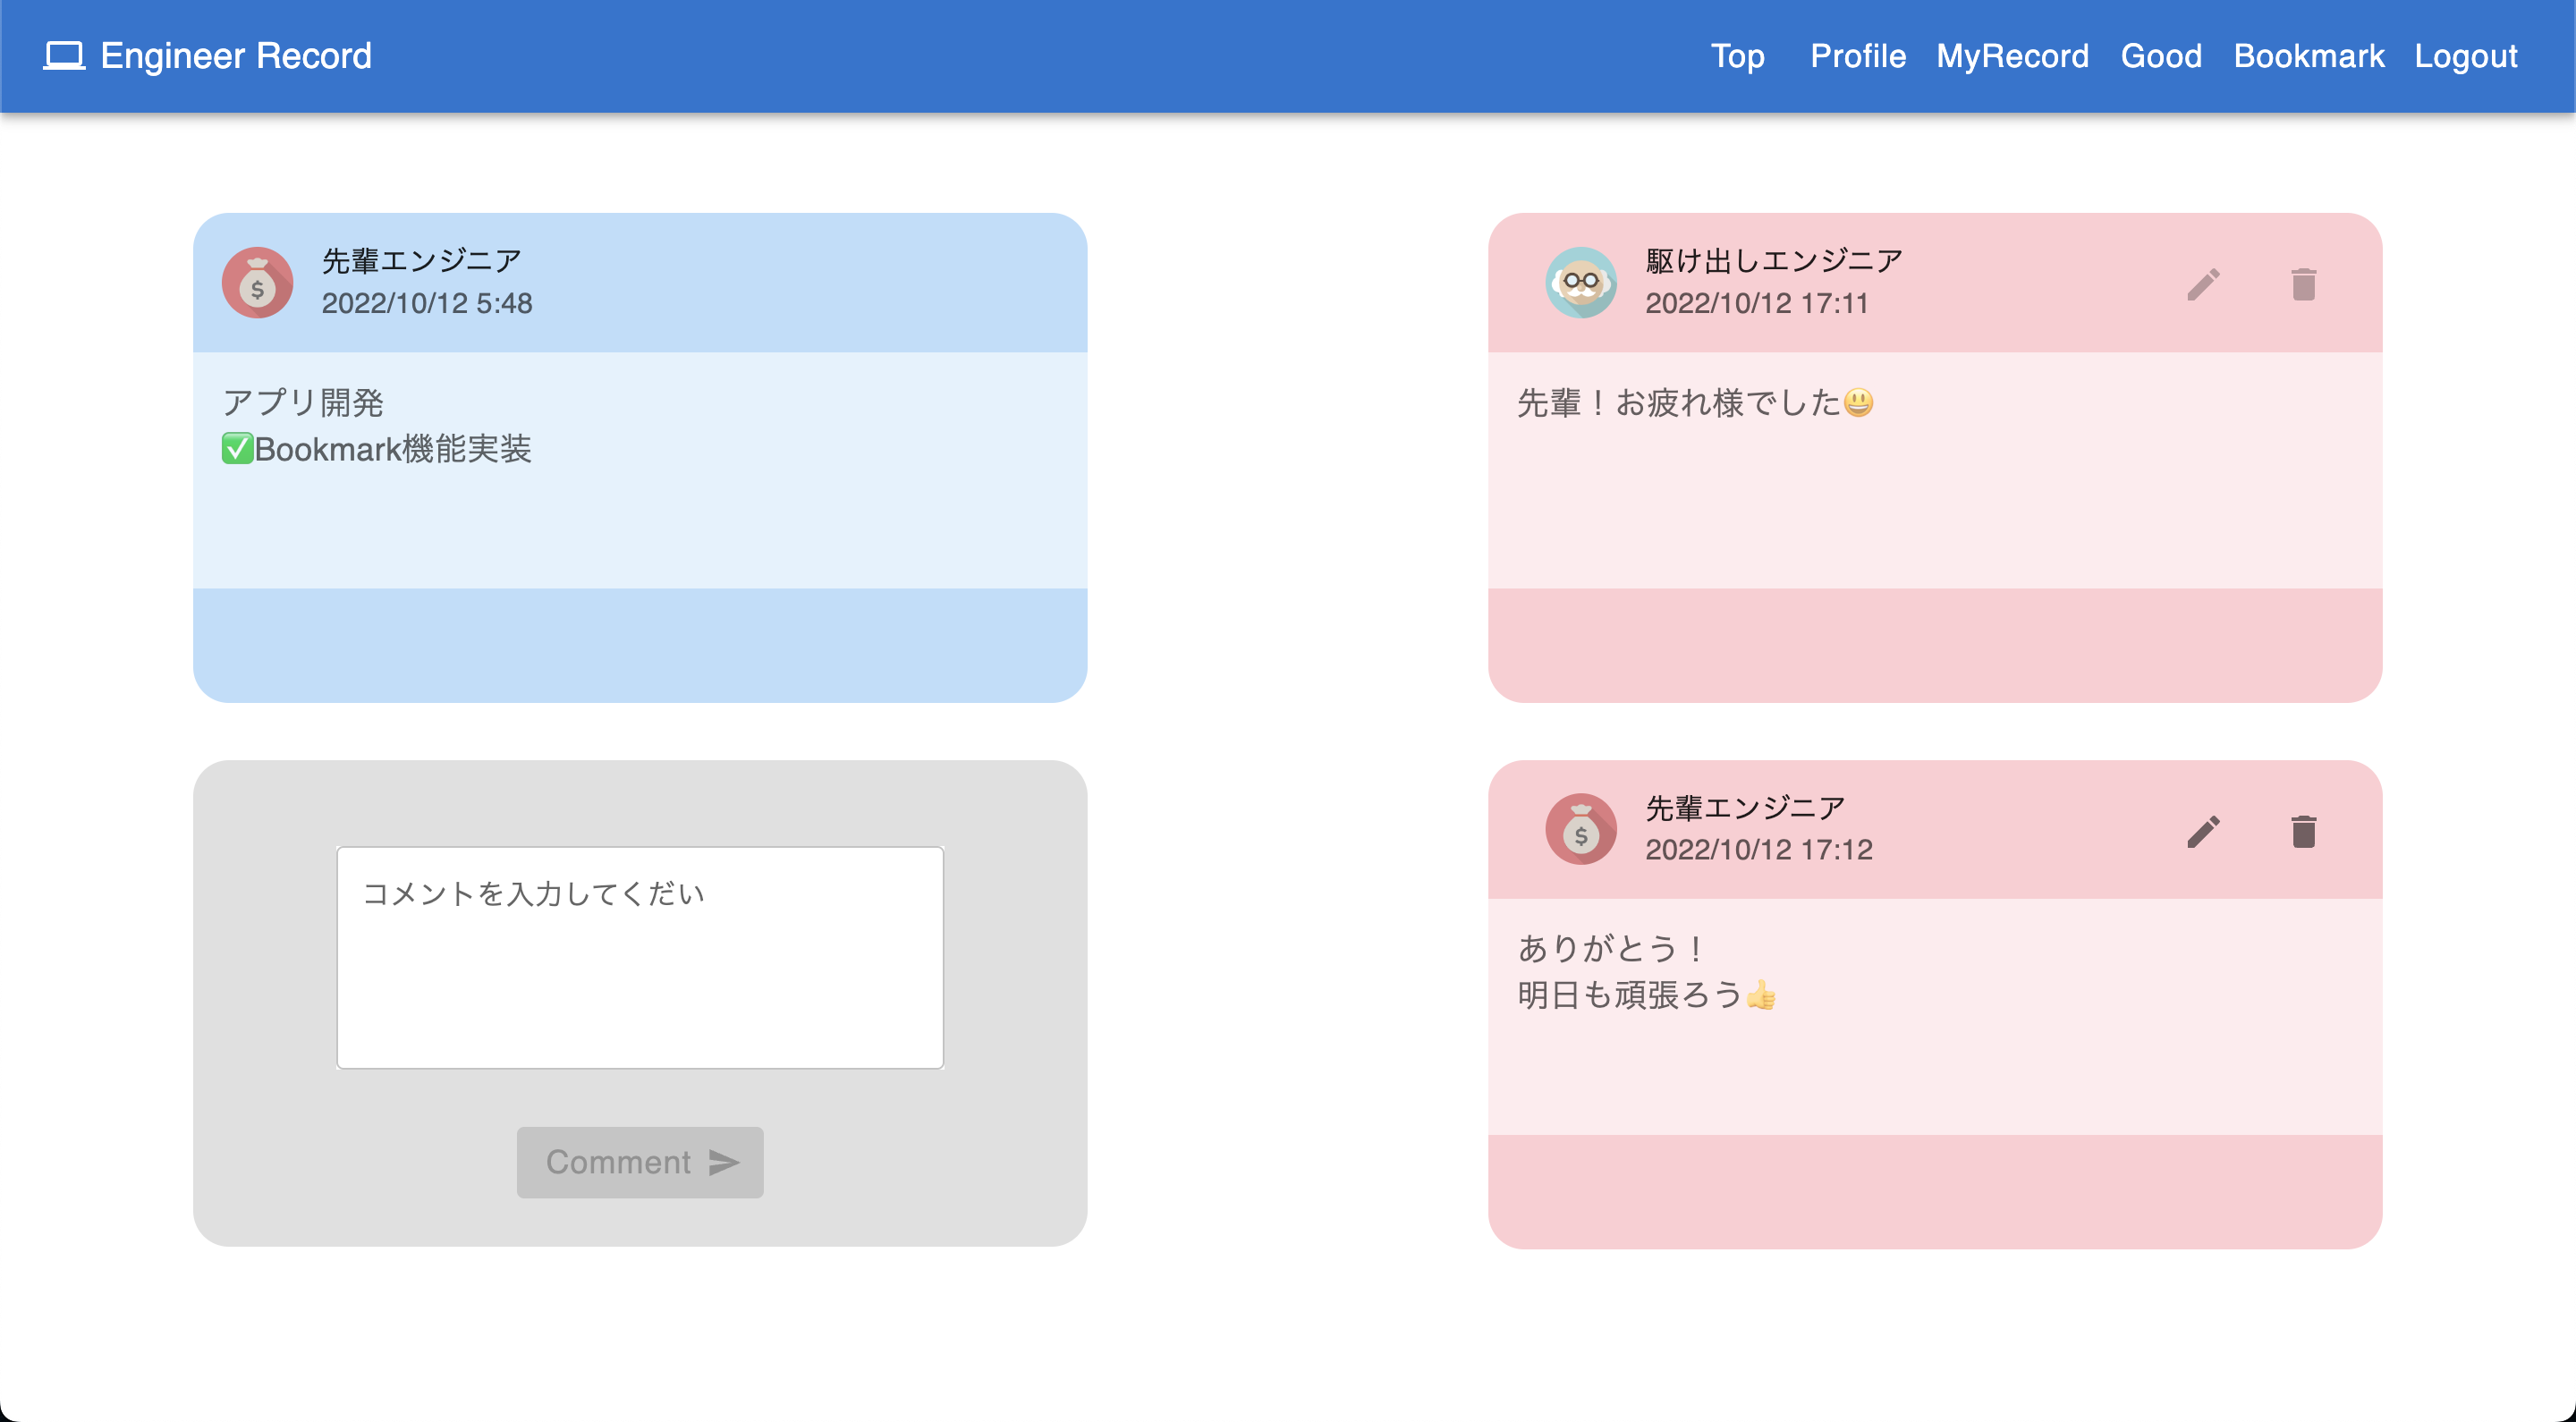 Engineer Record
Top Profile MyRecord Good Bookmark Logout
先輩エンジニア
2022/10/12 5:48
アプリ開発
✅Bookmark機能実装
コメントを入力してくだい
Comment
駆け出しエンジニア
2022/10/12 17:11
先輩！お疲れ様でした😃
先輩エンジニア
2022/10/12 17:12
ありがとう！
明日も頑張ろう👍